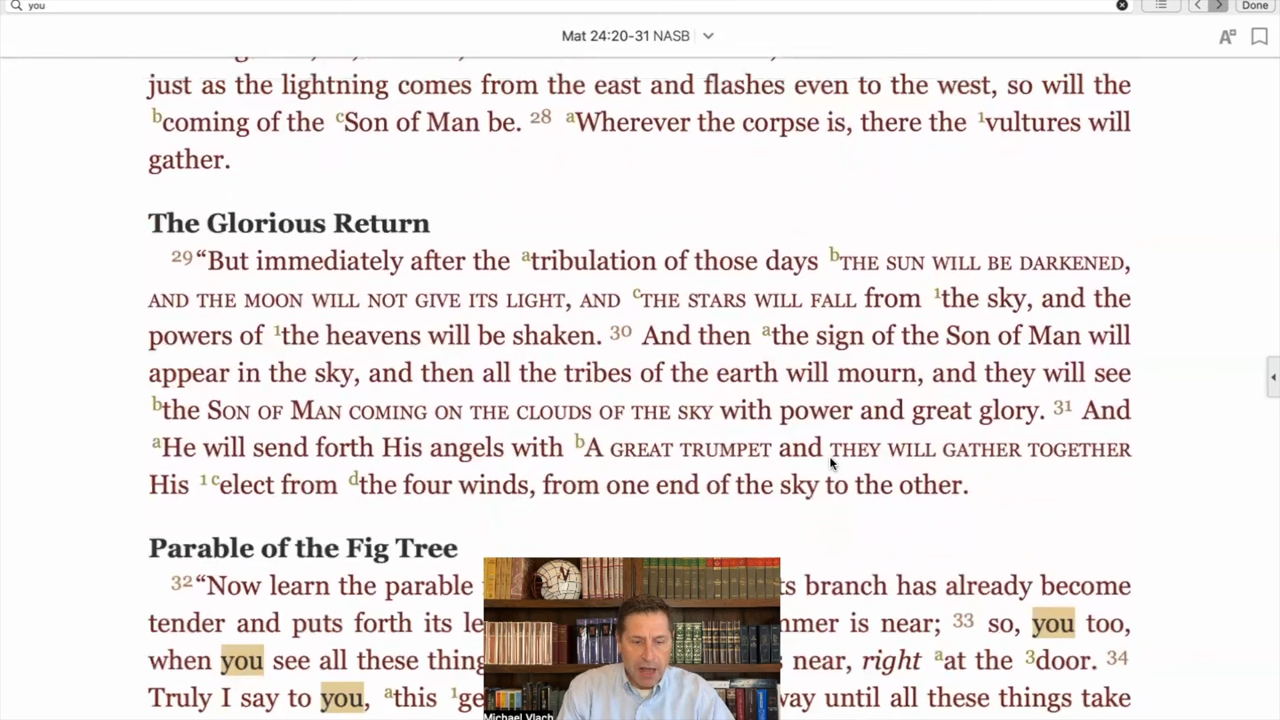 you
Done
Mat 24:20-31 NASB
just as the lightning comes from the east and flashes even to the west, so will the
bcoming of the cSon of Man be. 28 aWherever the corpse is, there the 1vultures will
gather.
The Glorious Return
29 “But immediately after the atribulation of those days bTHE SUN WILL BE DARKENED,
AND THE MOON WILL NOT GIVE ITS LIGHT, AND cTHE STARS WILL FALL from 1the sky, and the
powers of 1the heavens will be shaken. 30 And then athe sign of the Son of Man will
appear in the sky, and then all the tribes of the earth will mourn, and they will see
bthe SON OF MAN COMING ON THE CLOUDS OF THE SKY with power and great glory. 31 And
aHe will send forth His angels with bA GREAT TRUMPET and THEY WILL GATHER TOGETHER
His 1celect from dthe four winds, from one end of the sky to the other.
Parable of the Fig Tree
32 “Now learn the parable ts branch has already become
tender and puts forth its le nmer is near; 33 so, you too,
when you see all these thing near, right aat the 3door. 34
Truly I say to you, athis 1ge way until all these things take
Michael Vlach